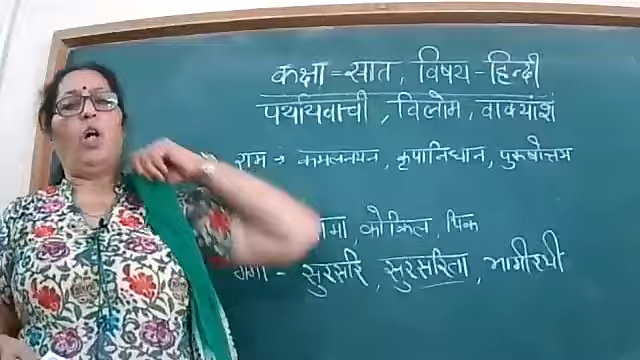 कक्षा = सात, विषय - हिन्दी
पर्यायवाची, विलोम, वाक्यांश
राम → कमलनयन, कृपानिधान, पुरुषोत्तम
कोकिल, पिक
गंगा - सुरसरि, सुरसरिता, भागीरथी